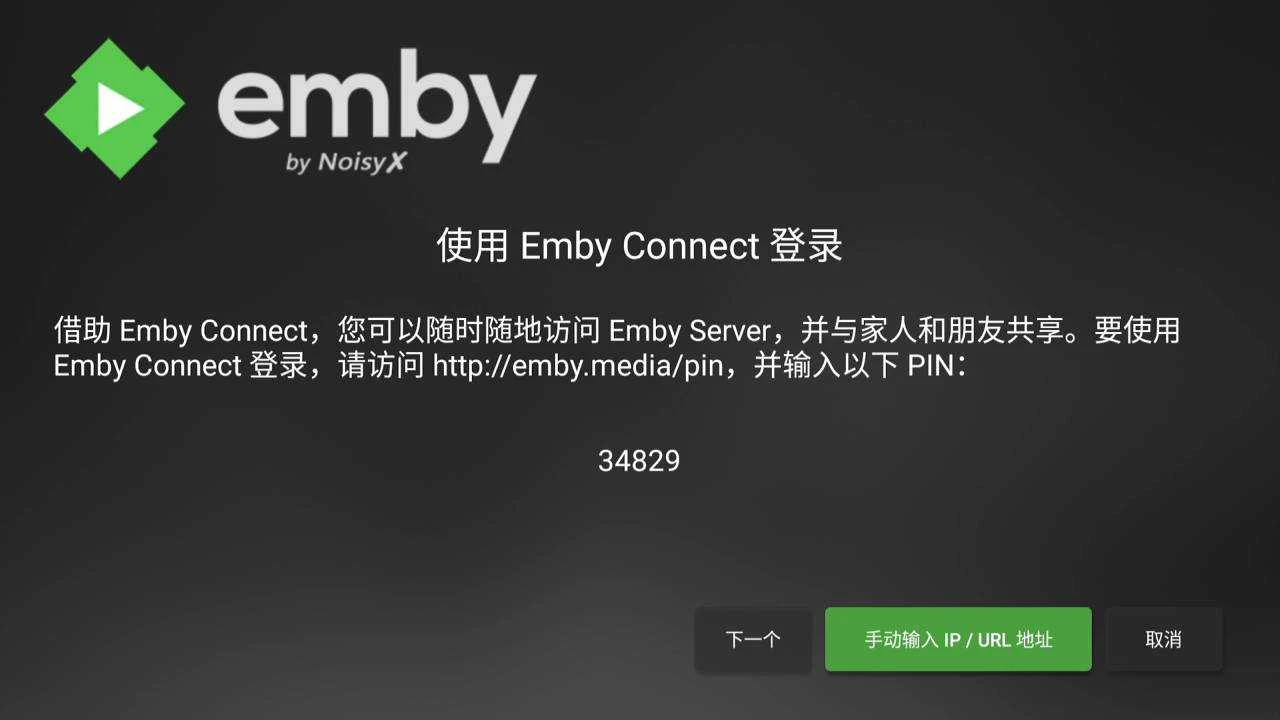 emby
by NoisyX
使用 Emby Connect 登录
借助 Emby Connect，您可以随时随地访问 Emby Server，并与家人和朋友共享。要使用
Emby Connect 登录，请访问 http://emby.media/pin，并输入以下 PIN：
34829
下一个
手动输入 IP / URL 地址
取消